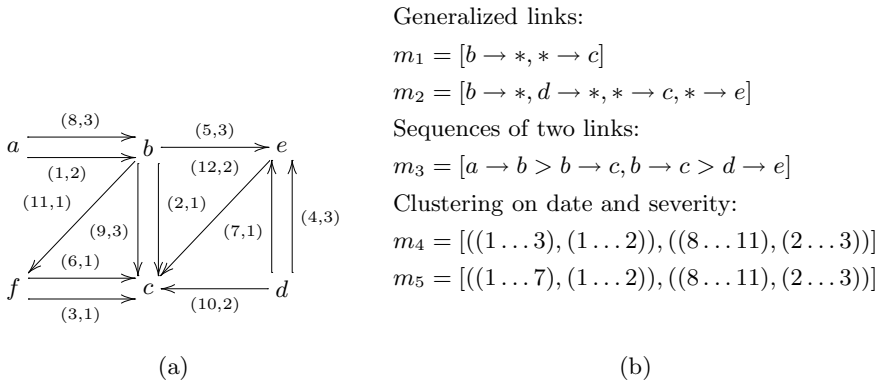 (8,3)
a
(1,2)
b
(5,3)
(12,2)
e
(11,1)
(9,3)
(2,1)
(7,1)
(4,3)
f
(6,1)
(3,1)
c
(10,2)
d
(a)
Generalized links:
m₁ = [b → ∗, ∗ → c]
m₂ = [b → ∗, d → ∗, ∗ → c, ∗ → e]
Sequences of two links:
m₃ = [a → b > b → c, b → c > d → e]
Clustering on date and severity:
m₄ = [((1 . . . 3), (1 . . . 2)), ((8 . . . 11), (2 . . . 3))]
m₅ = [((1 . . . 7), (1 . . . 2)), ((8 . . . 11), (2 . . . 3))]
(b)